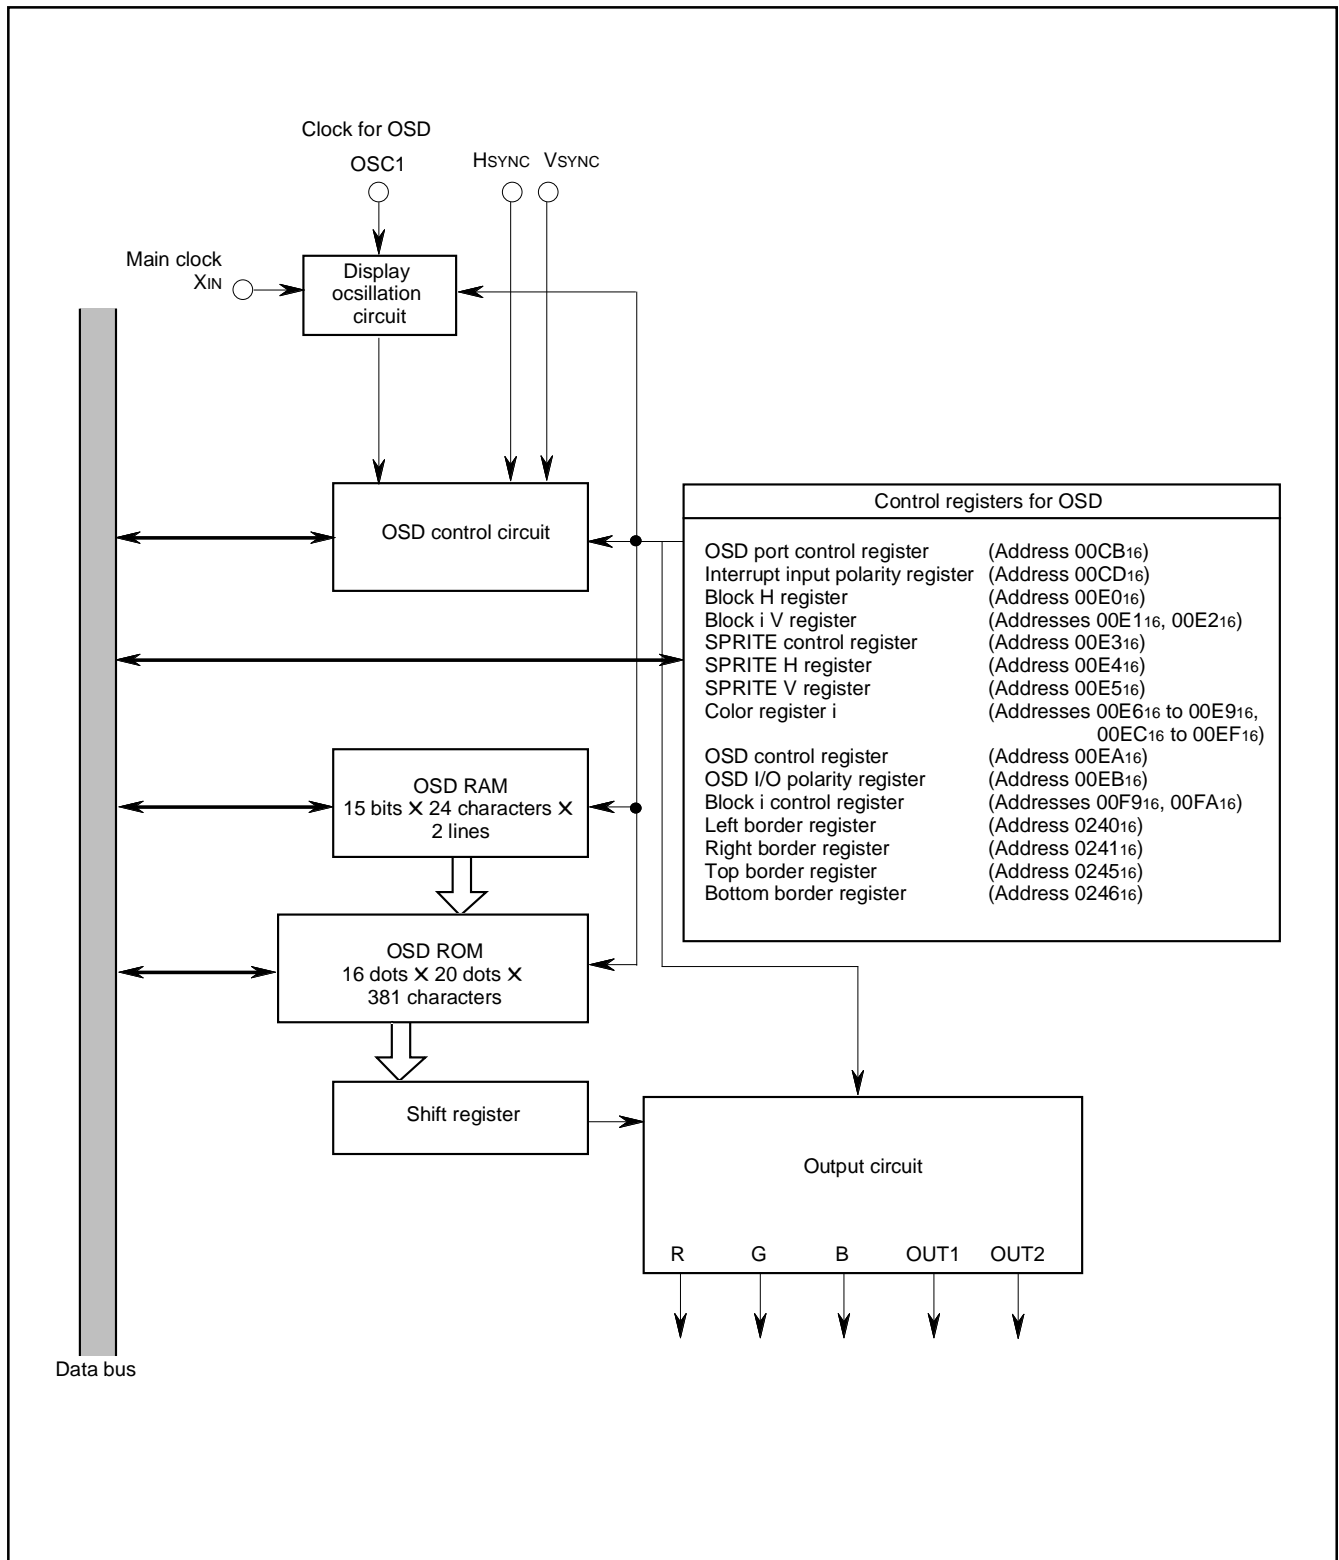 Clock for OSD
OSC1
HSYNC VSYNC
Main clock
XIN
Display
ocsillation
circuit
OSD control circuit
Control registers for OSD
OSD port control register (Address 00CB16)
Interrupt input polarity register (Address 00CD16)
Block H register (Address 00E016)
Block i V register (Addresses 00E116, 00E216)
SPRITE control register (Address 00E316)
SPRITE H register (Address 00E416)
SPRITE V register (Address 00E516)
Color register i (Addresses 00E616 to 00E916,
00EC16 to 00EF16)
OSD control register (Address 00EA16)
OSD I/O polarity register (Address 00EB16)
Block i control register (Addresses 00F916, 00FA16)
Left border register (Address 024016)
Right border register (Address 024116)
Top border register (Address 024516)
Bottom border register (Address 024616)
OSD RAM
15 bits ✕ 24 characters ✕
2 lines
OSD ROM
16 dots ✕ 20 dots ✕
381 characters
Shift register
Output circuit
R G B OUT1 OUT2
Data bus